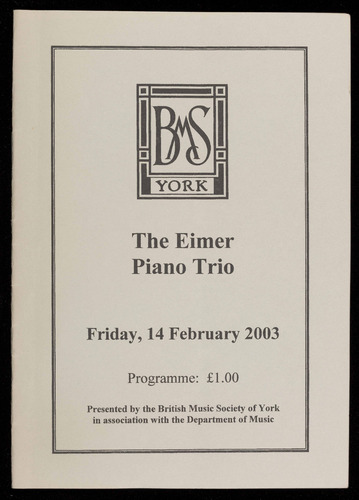 BMS
YORK
The Eimer
Piano Trio
Friday, 14 February 2003
Programme: £1.00
Presented by the British Music Society of York
in association with the Department of Music